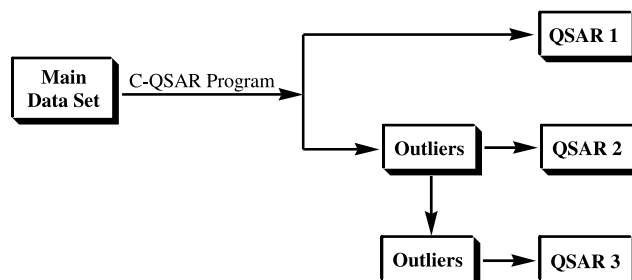 QSAR 1
Main
Data Set
C-QSAR Program
Outliers
QSAR 2
Outliers
QSAR 3